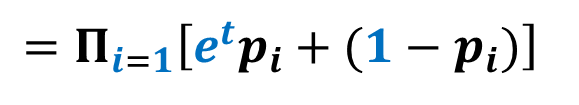 = Π_{i=1}[e^t p_i + (1 − p_i)]